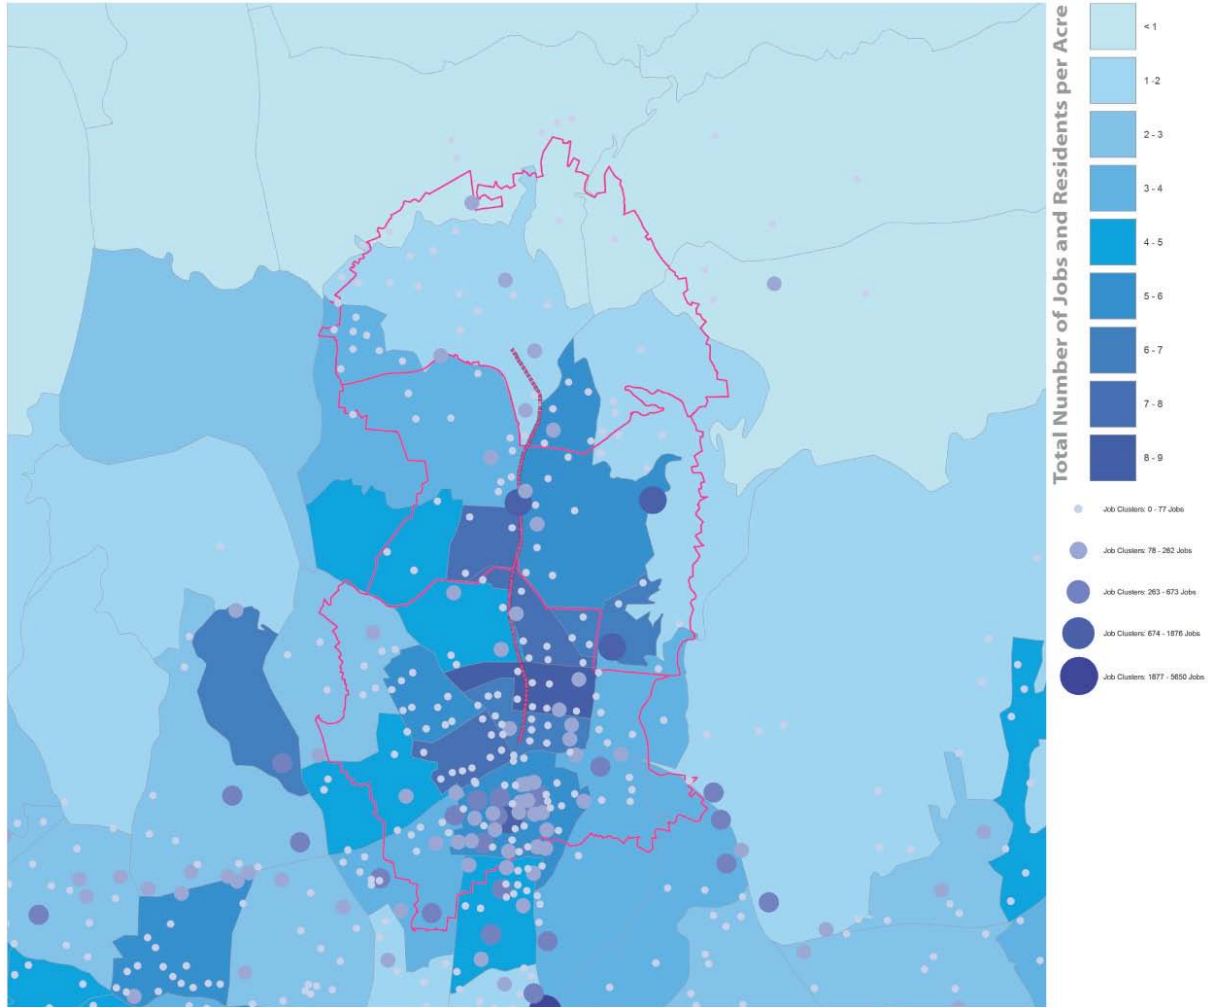 Total Number of Jobs and Residents per Acre
< 1
1 - 2
2 - 3
3 - 4
4 - 5
5 - 6
6 - 7
7 - 8
8 - 9
Job Clusters: 0 - 77 Jobs
Job Clusters: 78 - 262 Jobs
Job Clusters: 263 - 673 Jobs
Job Clusters: 674 - 1876 Jobs
Job Clusters: 1877 - 5650 Jobs